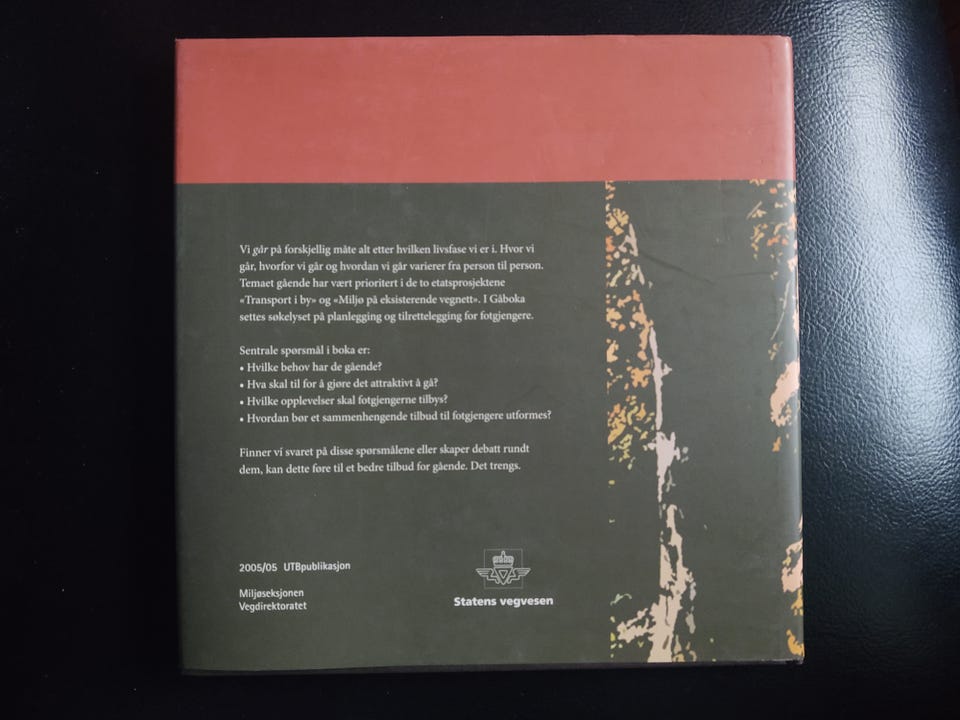 Vi går på forskjellig måte alt etter hvilken livsfase vi er i. Hvor vi
går, hvorfor vi går og hvordan vi går varierer fra person til person.
Temaet gående har vært prioritert i de to etatsprosjektene
«Transport i by» og «Miljø på eksisterende vegnett». I Gåboka
settes søkelyset på planlegging og tilrettelegging for fotgjengere.
Sentrale spørsmål i boka er:
• Hvilke behov har de gående?
• Hva skal til for å gjøre det attraktivt å gå?
• Hvilke opplevelser skal fotgjengerne tilbys?
• Hvordan bør et sammenhengende tilbud til fotgjengere utformes?
Finner vi svaret på disse spørsmålene eller skaper debatt rundt
dem, kan dette føre til et bedre tilbud for gående. Det trengs.
2005/05 UTBpublikasjon
Miljøseksjonen
Vegdirektoratet
Statens vegvesen